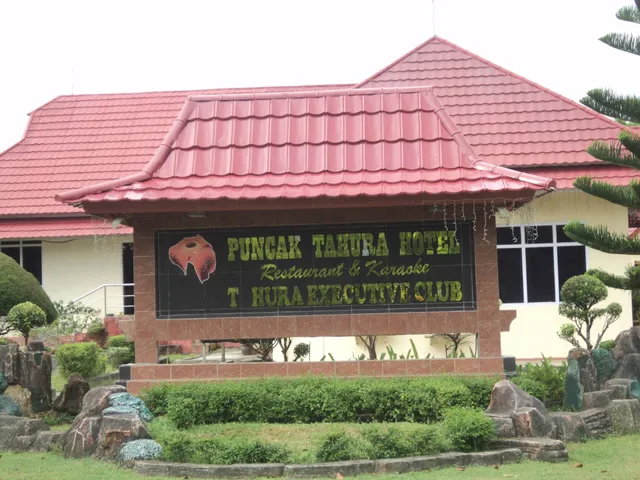 PUNCAK TAHURA HOTEL
Restaurant & Karaoke
T HURA EXECUTIVE CLUB